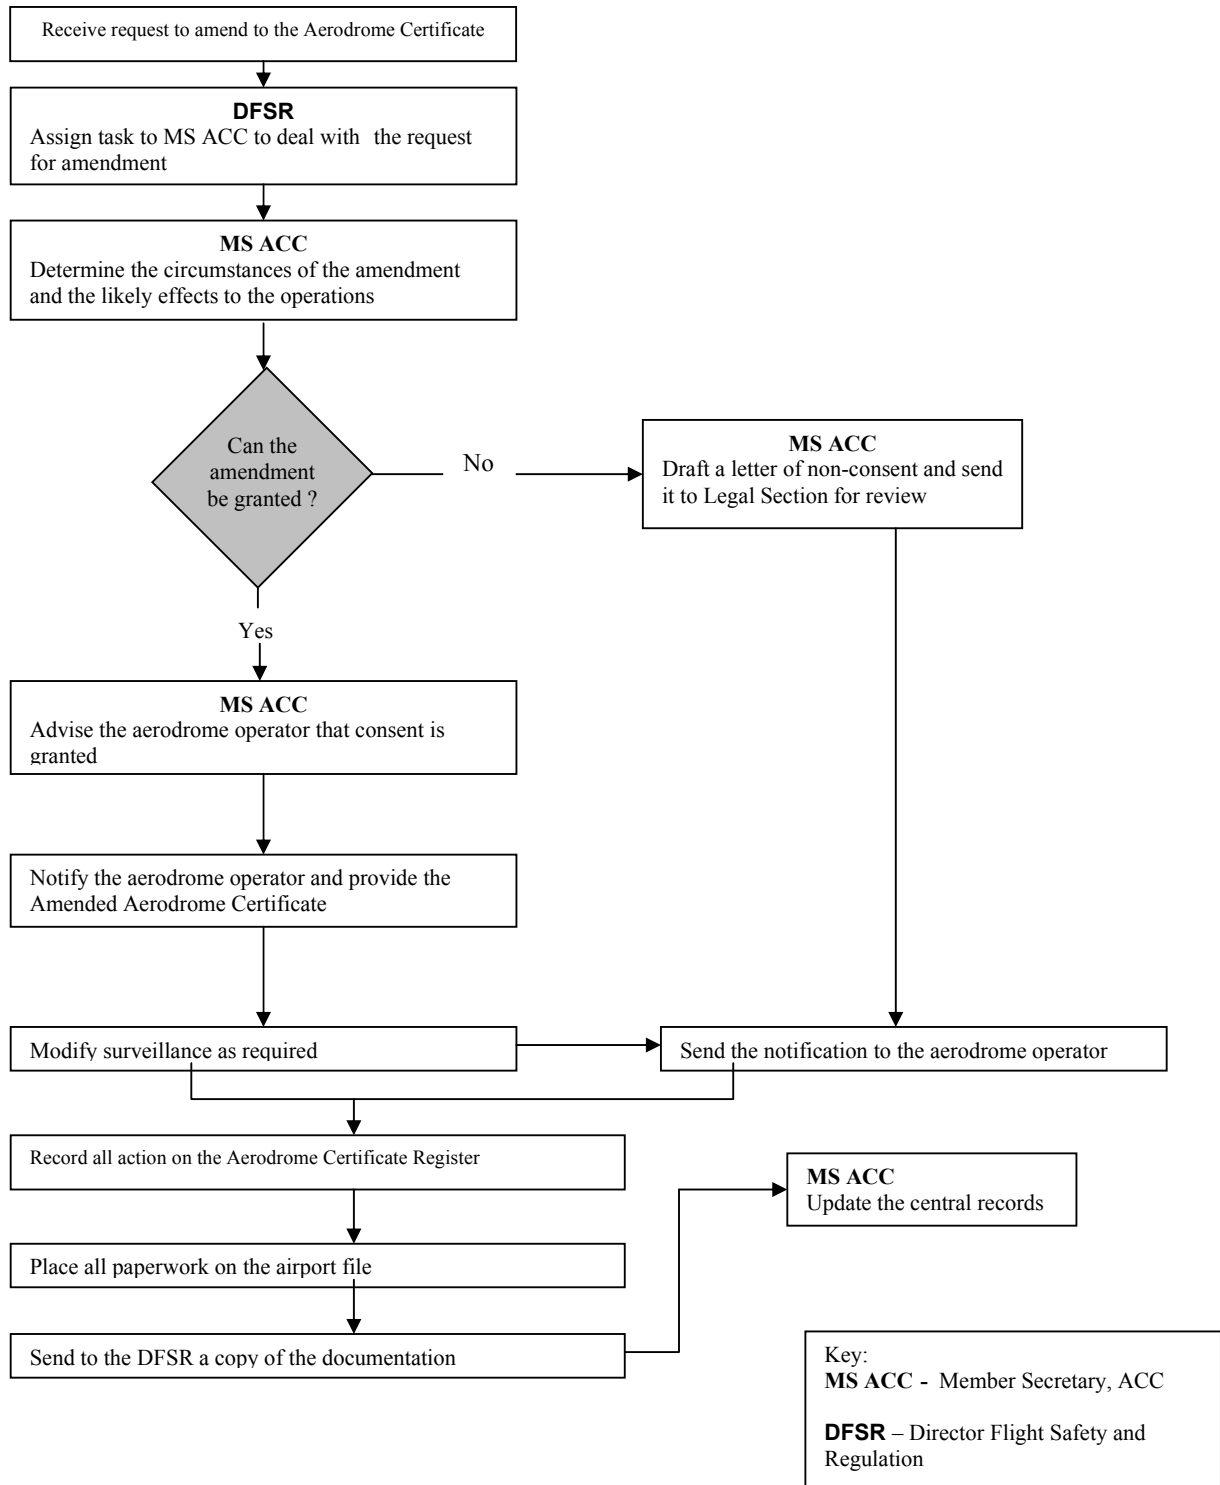 Receive request to amend to the Aerodrome Certificate
DFSR
Assign task to MS ACC to deal with the request
for amendment
MS ACC
Determine the circumstances of the amendment
and the likely effects to the operations
Can the
amendment
be granted ?
No
MS ACC
Draft a letter of non-consent and send
it to Legal Section for review
Yes
MS ACC
Advise the aerodrome operator that consent is
granted
Notify the aerodrome operator and provide the
Amended Aerodrome Certificate
Modify surveillance as required
Send the notification to the aerodrome operator
Record all action on the Aerodrome Certificate Register
MS ACC
Update the central records
Place all paperwork on the airport file
Send to the DFSR a copy of the documentation
Key:
MS ACC - Member Secretary, ACC
DFSR – Director Flight Safety and
Regulation